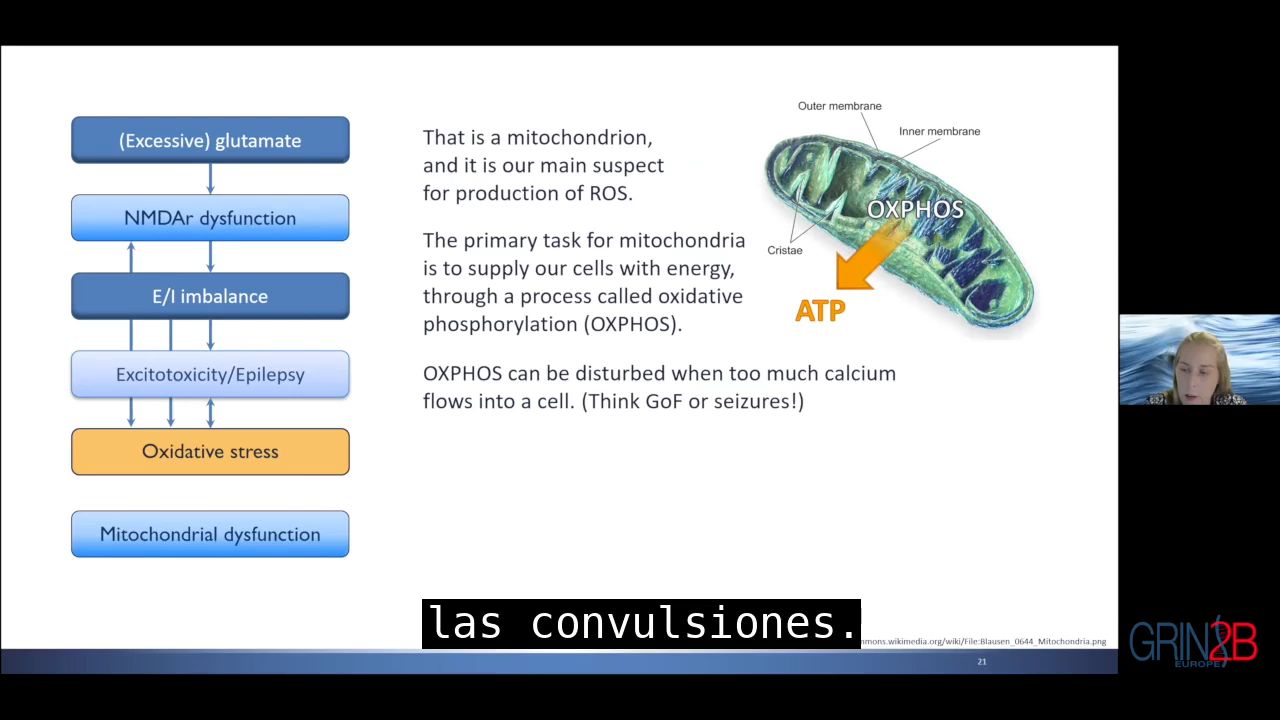 (Excessive) glutamate
NMDAr dysfunction
E/I imbalance
Excitotoxicity/Epilepsy
Oxidative stress
Mitochondrial dysfunction
That is a mitochondrion,
and it is our main suspect
for production of ROS.
The primary task for mitochondria
is to supply our cells with energy,
through a process called oxidative
phosphorylation (OXPHOS).
OXPHOS can be disturbed when too much calcium
flows into a cell. (Think GoF or seizures!)
Outer membrane
Inner membrane
OXPHOS
Cristae
ATP
las convulsiones.
mmons.wikimedia.org/wiki/File:Blausen_0644_Mitochondria.png
21
GRIN2B
EUROPE